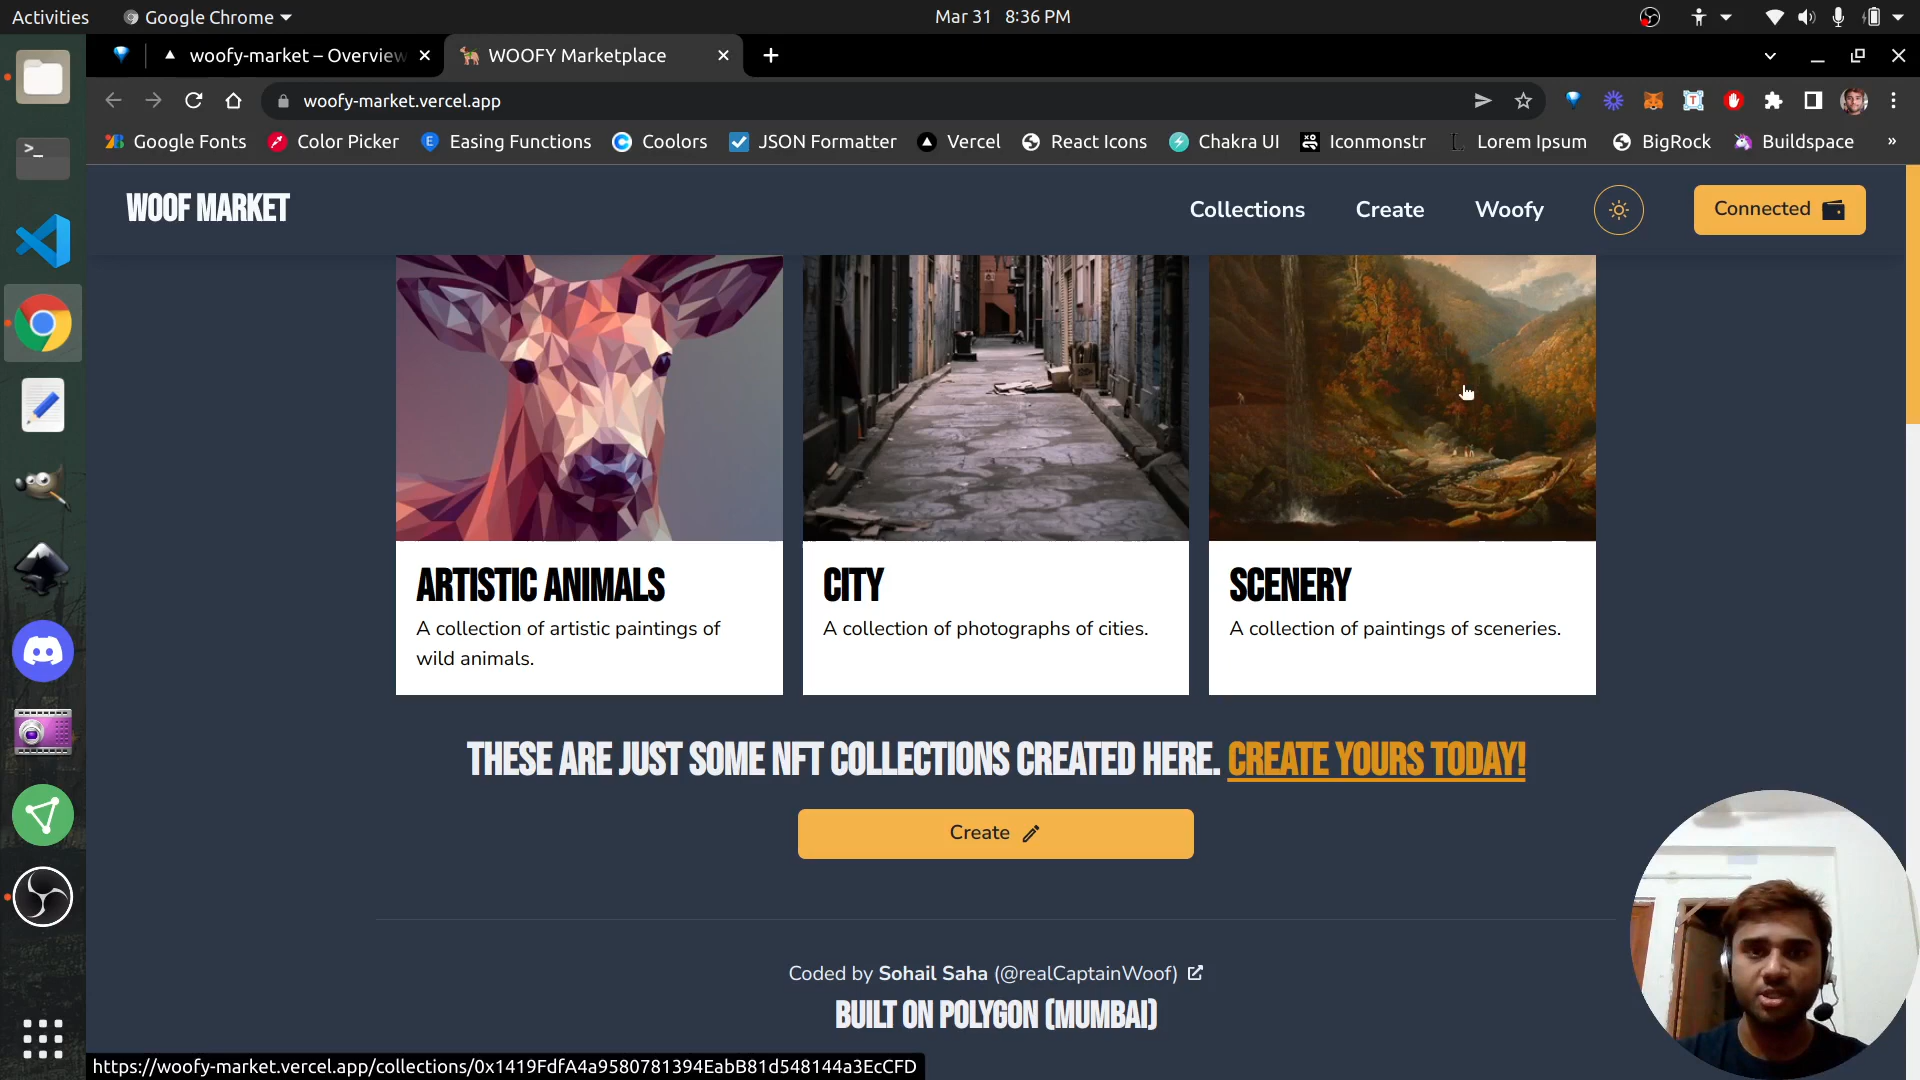 Activities
Google Chrome
Mar 31 8:36 PM
woofy-market – Overview
WOOFY Marketplace
woofy-market.vercel.app
Google Fonts
Color Picker
Easing Functions
Coolors
JSON Formatter
Vercel
React Icons
Chakra UI
Iconmonstr
Lorem Ipsum
BigRock
Buildspace
»
WOOF MARKET
Collections
Create
Woofy
Connected
ARTISTIC ANIMALS
A collection of artistic paintings of
wild animals.
CITY
A collection of photographs of cities.
SCENERY
A collection of paintings of sceneries.
THESE ARE JUST SOME NFT COLLECTIONS CREATED HERE. CREATE YOURS TODAY!
Create
Coded by Sohail Saha (@realCaptainWoof)
BUILT ON POLYGON (MUMBAI)
https://woofy-market.vercel.app/collections/0x1419FdfA4a9580781394EabB81d548144a3EcCFD